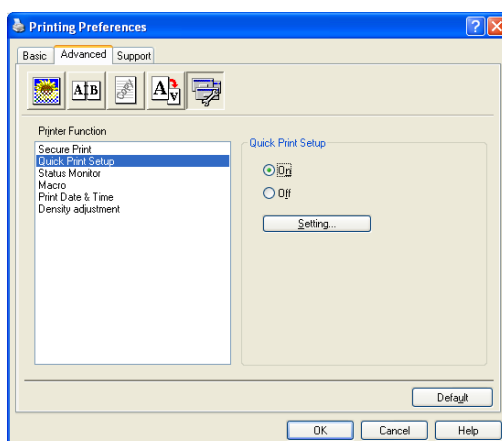 Printing Preferences
Basic Advanced Support
A B
A A
Printer Function
Secure Print
Quick Print Setup
Status Monitor
Macro
Print Date & Time
Density adjustment
Quick Print Setup
On
Off
Setting...
Default
OK Cancel Help